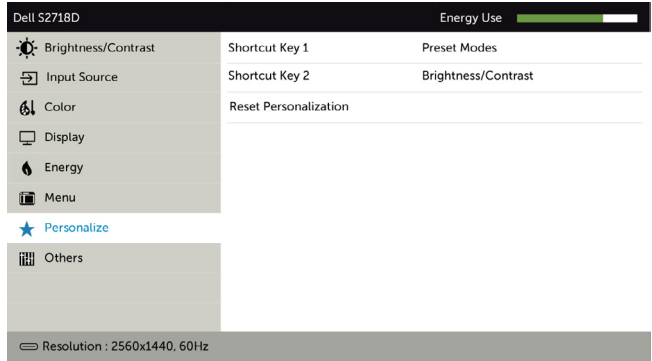 Dell S2718D Energy Use
Brightness/Contrast Shortcut Key 1 Preset Modes
Input Source Shortcut Key 2 Brightness/Contrast
Color Reset Personalization
Display
Energy
Menu
Personalize
Others
Resolution : 2560x1440, 60Hz